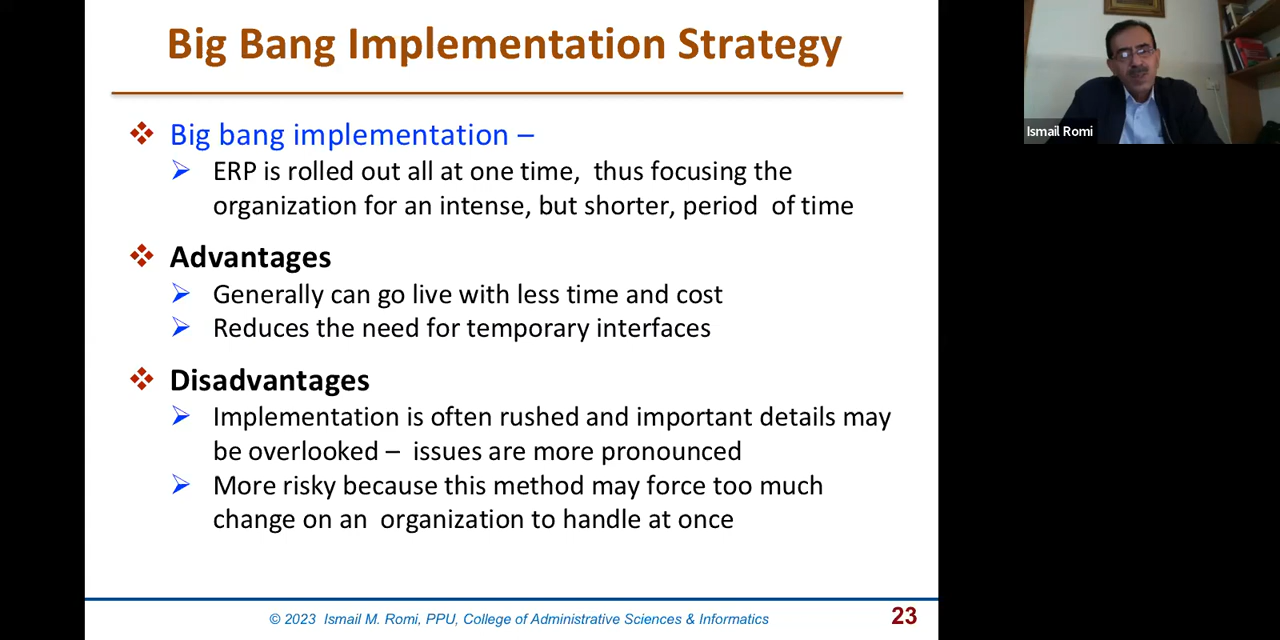 Big Bang Implementation Strategy
Big bang implementation –
ERP is rolled out all at one time, thus focusing the
organization for an intense, but shorter, period of time
Advantages
Generally can go live with less time and cost
Reduces the need for temporary interfaces
Disadvantages
Implementation is often rushed and important details may
be overlooked – issues are more pronounced
More risky because this method may force too much
change on an organization to handle at once
© 2023 Ismail M. Romi, PPU, College of Administrative Sciences & Informatics
23
Ismail Romi